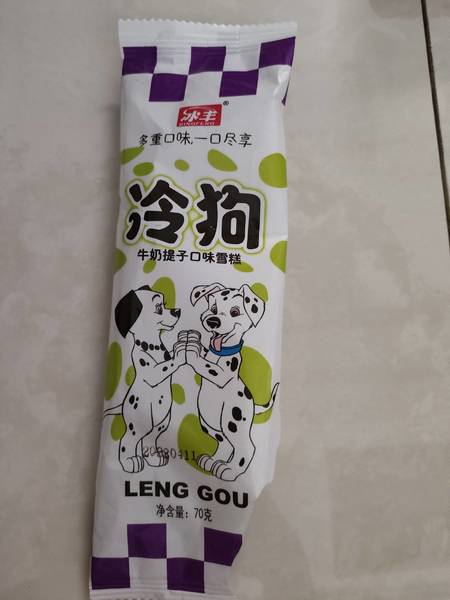 冰丰®
BINGFENG
多重口味,一口尽享
冷狗
牛奶提子口味雪糕
LENG GOU
净含量：70克